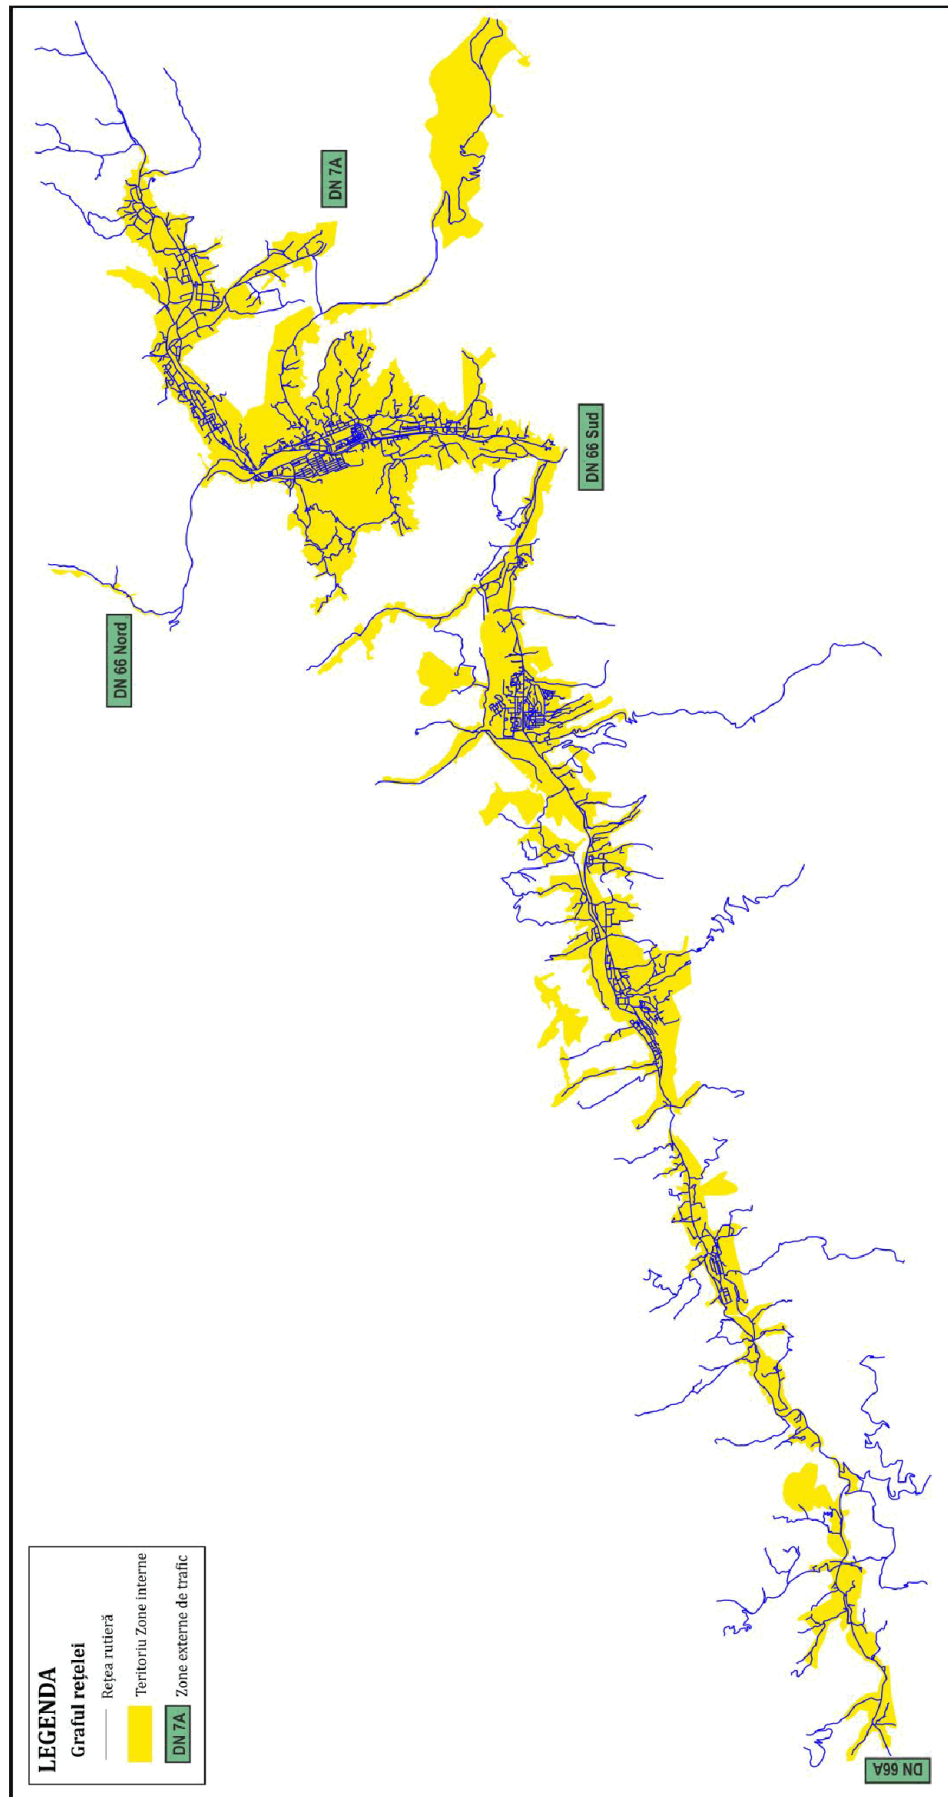 DN 7A
DN 66 Sud
DN 66 Nord
DN 66A
LEGENDA
Graful rețelei
Rețea rutieră
Teritoriu Zone interne
DN 7A
Zone externe de trafic